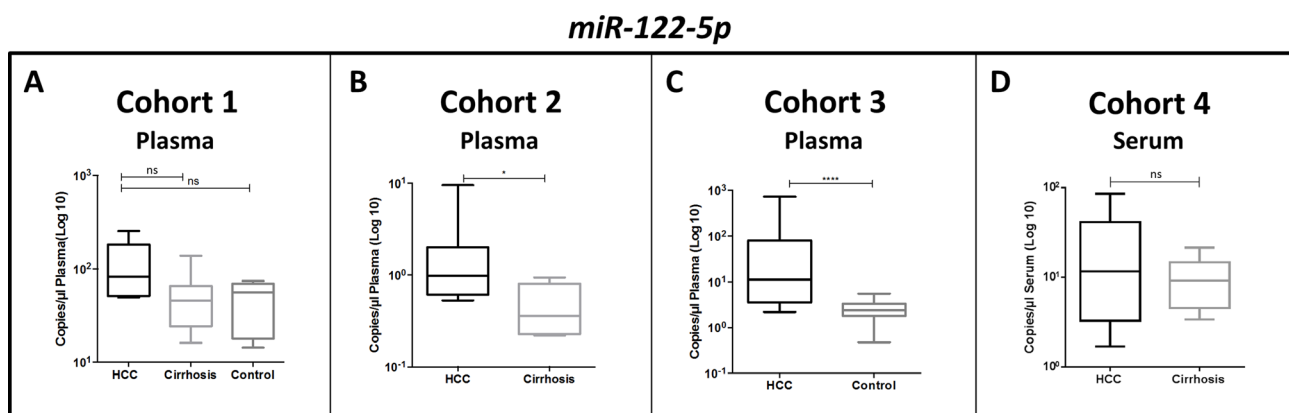 miR-122-5p
A
Cohort 1
Plasma
ns
ns
Copies/µl Plasma(Log 10)
10³
10²
10¹
HCC Cirrhosis Control
B
Cohort 2
Plasma
*
Copies/µl Plasma (Log 10)
10¹
10⁰
10⁻¹
HCC Cirrhosis
C
Cohort 3
Plasma
****
Copies/µl Plasma (Log 10)
10⁴
10³
10²
10¹
10⁰
10⁻¹
HCC Control
D
Cohort 4
Serum
ns
Copies/µl Serum (Log 10)
10²
10¹
10⁰
HCC Cirrhosis